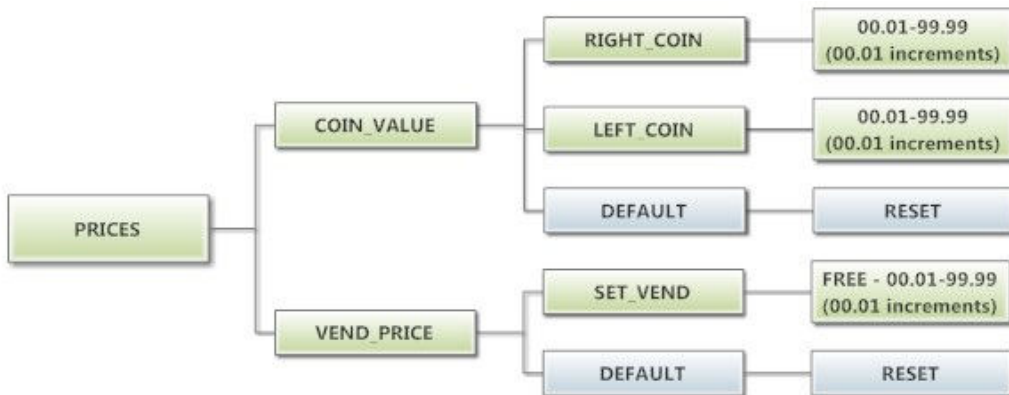 PRICES
COIN_VALUE
RIGHT_COIN
00.01-99.99
(00.01 increments)
LEFT_COIN
00.01-99.99
(00.01 increments)
DEFAULT
RESET
VEND_PRICE
SET_VEND
FREE - 00.01-99.99
(00.01 increments)
DEFAULT
RESET